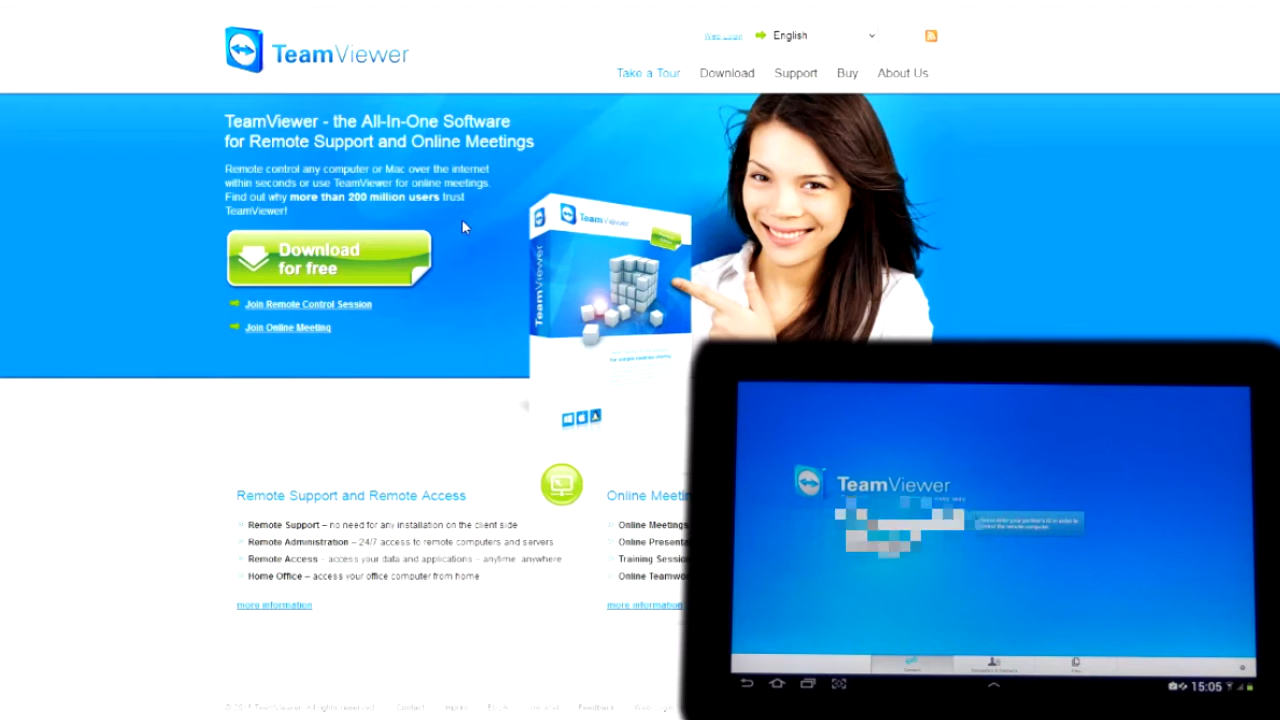 TeamViewer
Web Login
English
Take a Tour
Download
Support
Buy
About Us
TeamViewer - the All-In-One Software
for Remote Support and Online Meetings
Remote control any computer or Mac over the internet
within seconds or use TeamViewer for online meetings.
Find out why more than 200 million users trust
TeamViewer!
Download
for free
Join Remote Control Session
Join Online Meeting
TeamViewer
TeamViewer
Remote Support and Remote Access
Remote Support – no need for any installation on the client side
Remote Administration – 24/7 access to remote computers and servers
Remote Access - access your data and applications - anytime, anywhere
Home Office – access your office computer from home
more information
Online
Online Meetings
Online
Training
Online
more information
TeamViewer
15:05
Contact
Feedback